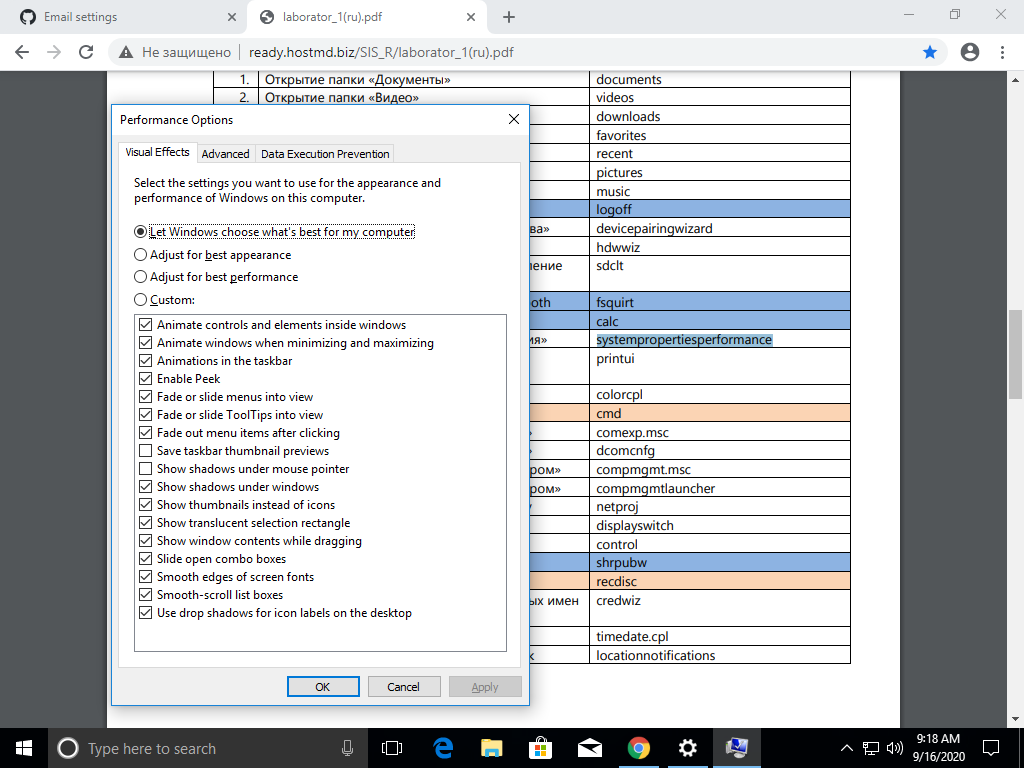 Email settings
laborator_1(ru).pdf
Не защищено
ready.hostmd.biz/SIS_R/laborator_1(ru).pdf
1. Открытие папки «Документы» documents
2. Открытие папки «Видео» videos
downloads
favorites
recent
pictures
music
logoff
ва» devicepairingwizard
hdwwiz
ление sdclt
oth fsquirt
calc
ия» systempropertiesperformance
printui
colorcpl
cmd
» comexp.msc
» dcomcnfg
ром» compmgmt.msc
ром» compmgmtlauncher
netproj
displayswitch
control
shrpubw
recdisc
ых имен credwiz
timedate.cpl
к locationnotifications
Performance Options
Visual Effects Advanced Data Execution Prevention
Select the settings you want to use for the appearance and
performance of Windows on this computer.
Let Windows choose what's best for my computer
Adjust for best appearance
Adjust for best performance
Custom:
Animate controls and elements inside windows
Animate windows when minimizing and maximizing
Animations in the taskbar
Enable Peek
Fade or slide menus into view
Fade or slide ToolTips into view
Fade out menu items after clicking
Save taskbar thumbnail previews
Show shadows under mouse pointer
Show shadows under windows
Show thumbnails instead of icons
Show translucent selection rectangle
Show window contents while dragging
Slide open combo boxes
Smooth edges of screen fonts
Smooth-scroll list boxes
Use drop shadows for icon labels on the desktop
OK Cancel Apply
Type here to search
9:18 AM
9/16/2020